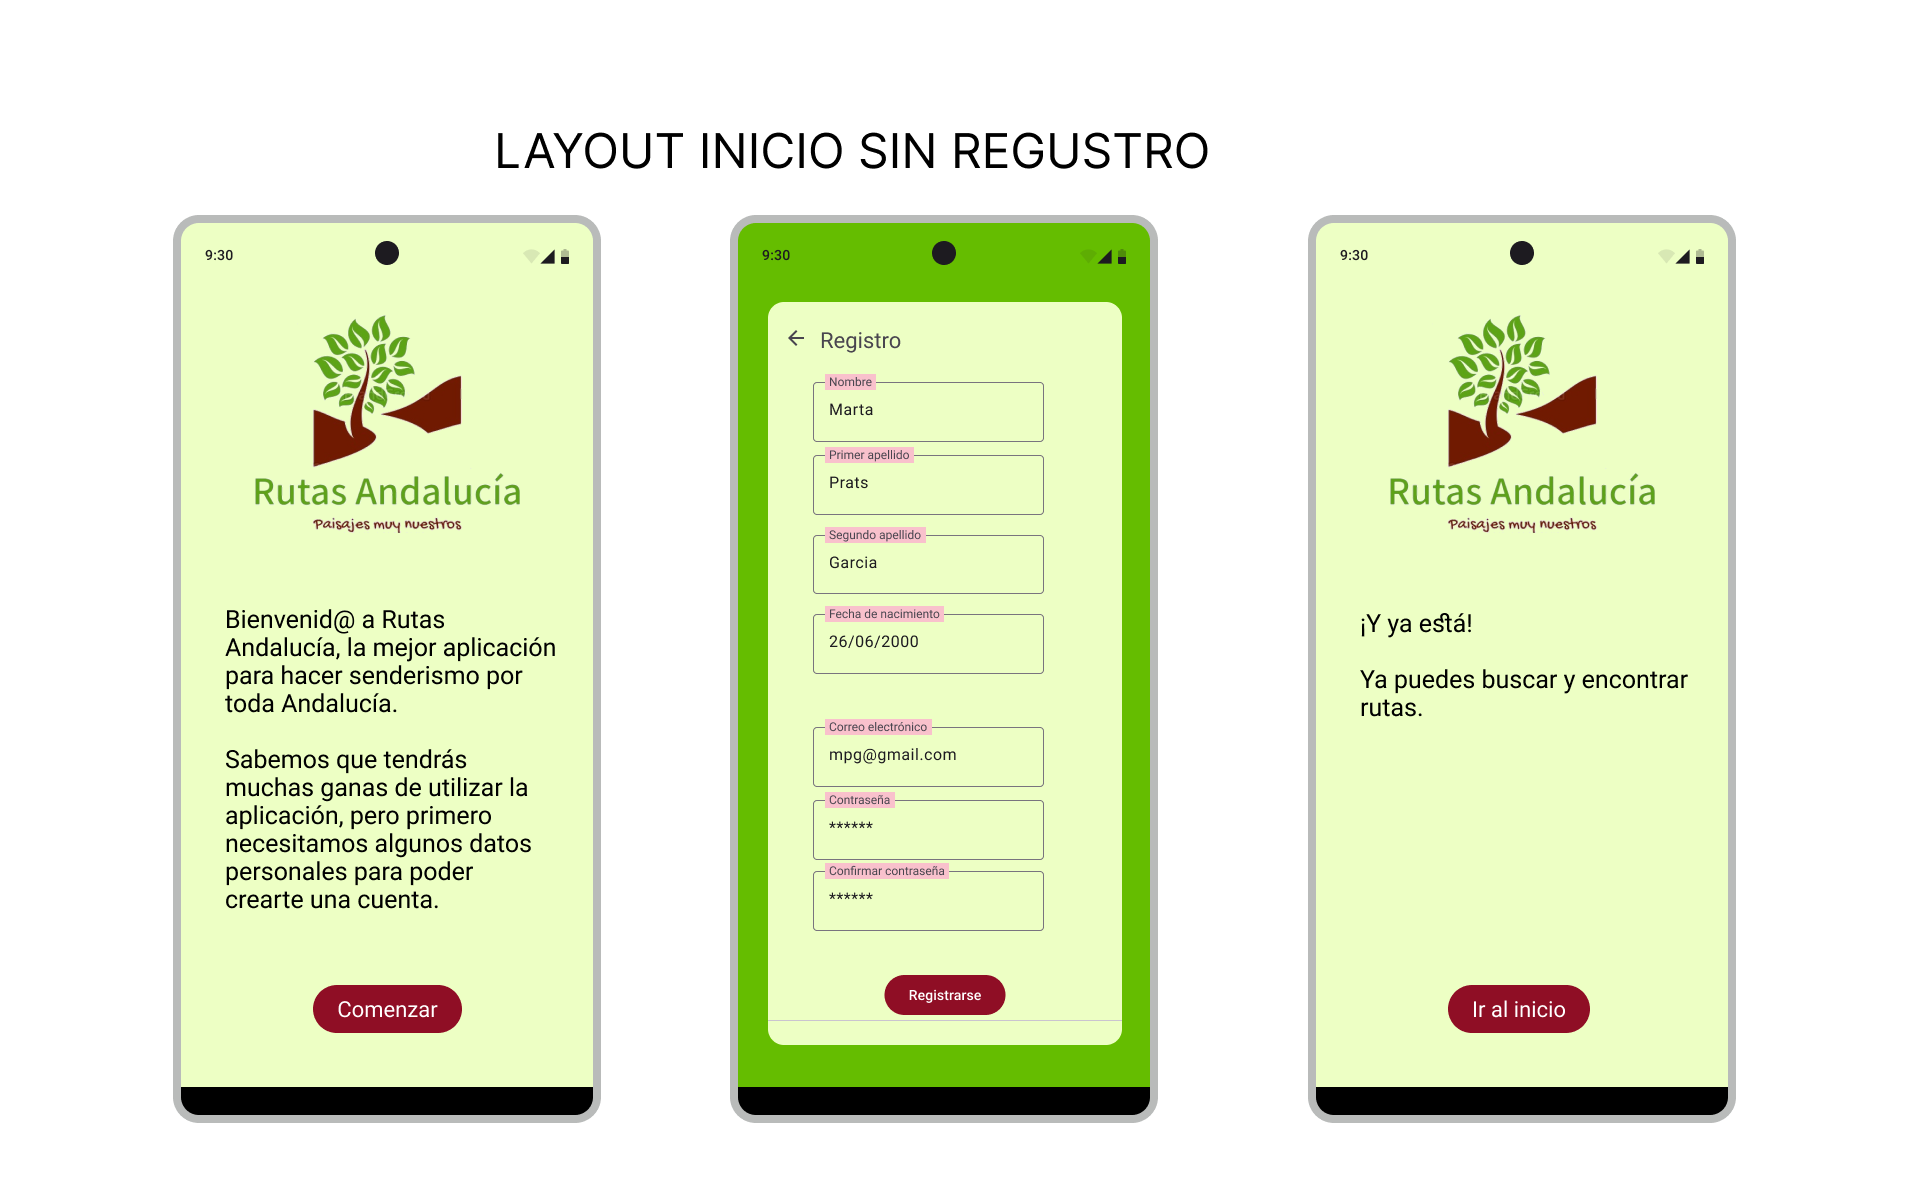 LAYOUT INICIO SIN REGUSTRO
9:30
Rutas Andalucía
Paisajes muy nuestros
Bienvenid@ a Rutas
Andalucía, la mejor aplicación
para hacer senderismo por
toda Andalucía.
Sabemos que tendrás
muchas ganas de utilizar la
aplicación, pero primero
necesitamos algunos datos
personales para poder
crearte una cuenta.
Comenzar
9:30
Registro
Nombre
Marta
Primer apellido
Prats
Segundo apellido
Garcia
Fecha de nacimiento
26/06/2000
Correo electrónico
mpg@gmail.com
Contraseña
******
Confirmar contraseña
******
Registrarse
9:30
Rutas Andalucía
Paisajes muy nuestros
¡Y ya está!
Ya puedes buscar y encontrar
rutas.
Ir al inicio